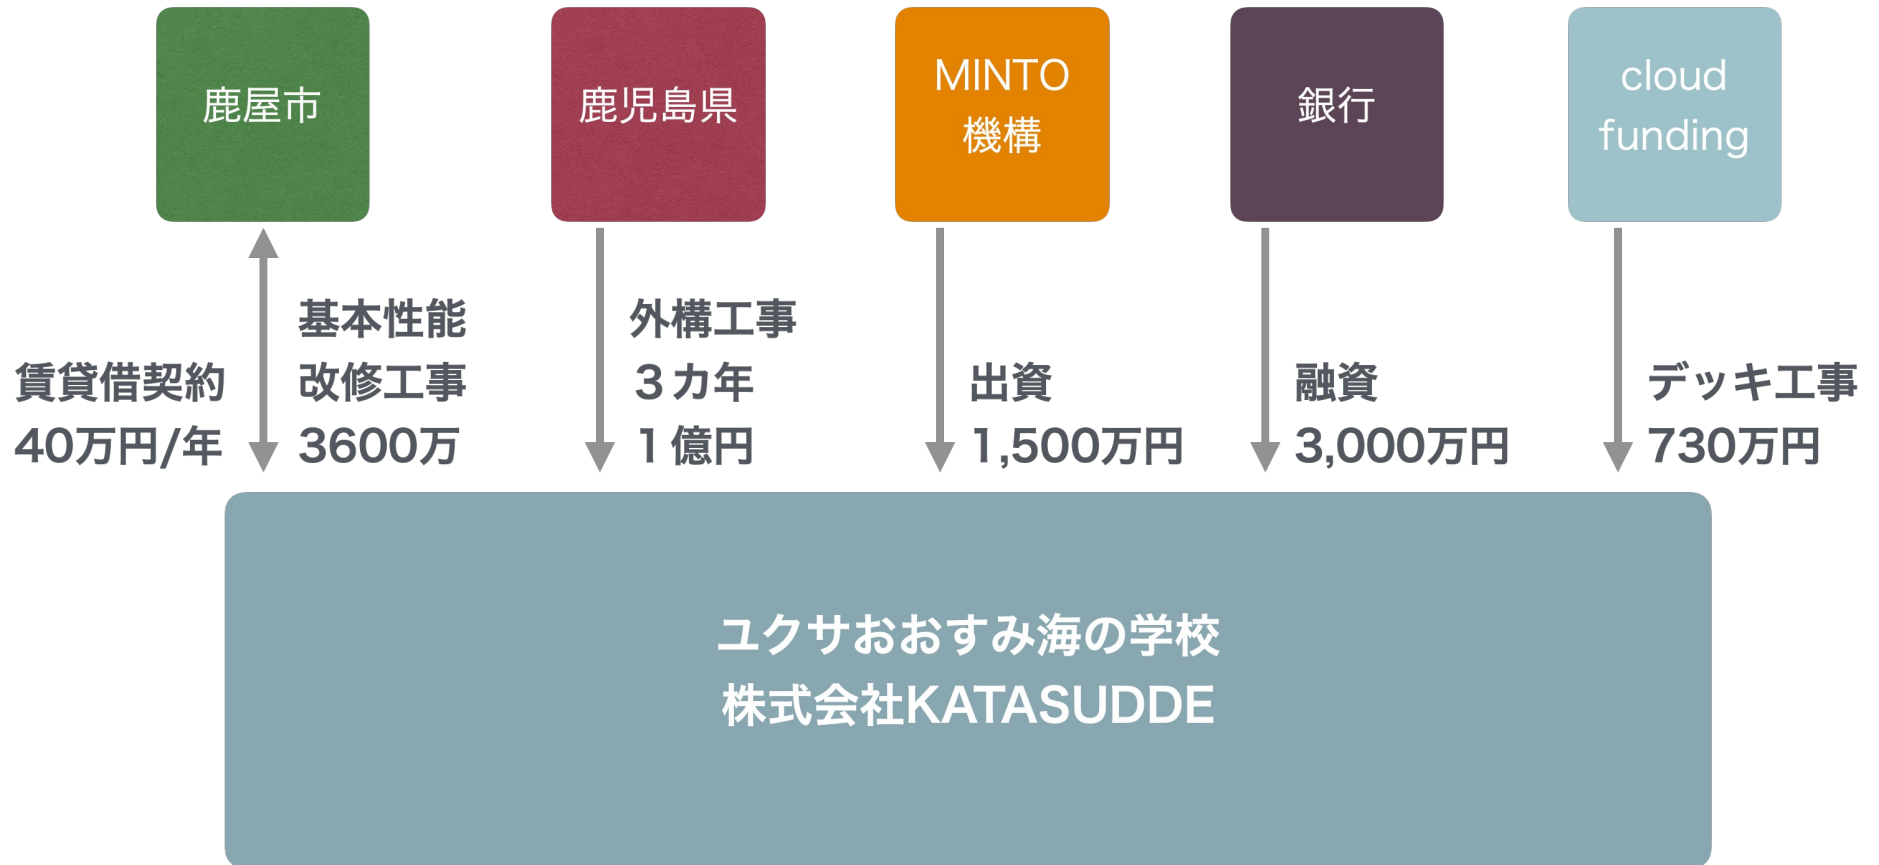 鹿屋市
鹿児島県
MINTO
機構
銀行
cloud
funding
賃貸借契約
40万円/年
基本性能
改修工事
3600万
外構工事
３カ年
１億円
出資
1,500万円
融資
3,000万円
デッキ工事
730万円
ユクサおおすみ海の学校
株式会社KATASUDDE